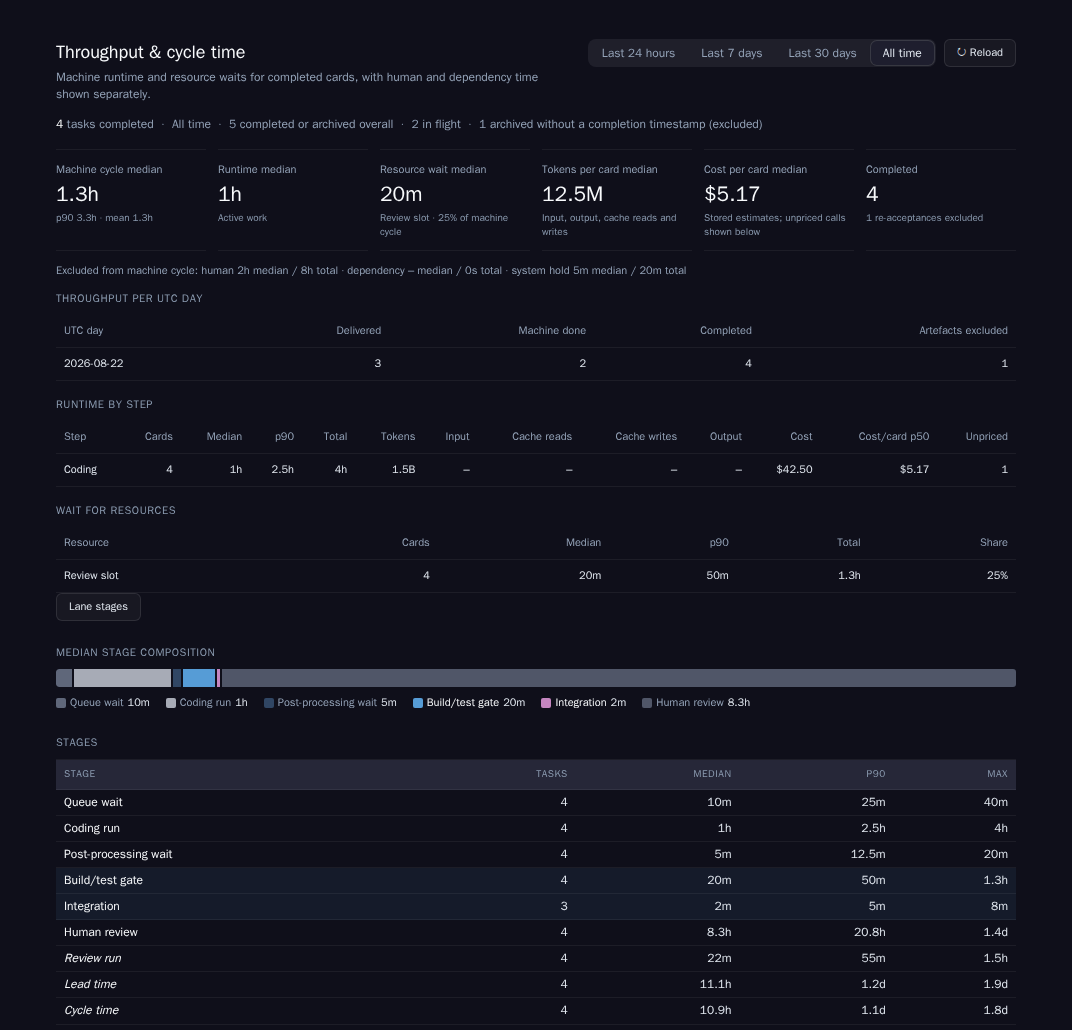 Throughput & cycle time
Last 24 hours Last 7 days Last 30 days All time Reload
Machine runtime and resource waits for completed cards, with human and dependency time
shown separately.
4 tasks completed · All time · 5 completed or archived overall · 2 in flight · 1 archived without a completion timestamp (excluded)
Machine cycle median Runtime median Resource wait median Tokens per card median Cost per card median Completed
1.3h 1h 20m 12.5M $5.17 4
p90 3.3h · mean 1.3h Active work Review slot · 25% of machine Input, output, cache reads and Stored estimates; unpriced calls 1 re-acceptances excluded
cycle writes shown below
Excluded from machine cycle: human 2h median / 8h total · dependency – median / 0s total · system hold 5m median / 20m total
THROUGHPUT PER UTC DAY
UTC day Delivered Machine done Completed Artefacts excluded
2026-08-22 3 2 4 1
RUNTIME BY STEP
Step Cards Median p90 Total Tokens Input Cache reads Cache writes Output Cost Cost/card p50 Unpriced
Coding 4 1h 2.5h 4h 1.5B – – – – $42.50 $5.17 1
WAIT FOR RESOURCES
Resource Cards Median p90 Total Share
Review slot 4 20m 50m 1.3h 25%
Lane stages
MEDIAN STAGE COMPOSITION
Queue wait 10m Coding run 1h Post-processing wait 5m Build/test gate 20m Integration 2m Human review 8.3h
STAGES
STAGE TASKS MEDIAN P90 MAX
Queue wait 4 10m 25m 40m
Coding run 4 1h 2.5h 4h
Post-processing wait 4 5m 12.5m 20m
Build/test gate 4 20m 50m 1.3h
Integration 3 2m 5m 8m
Human review 4 8.3h 20.8h 1.4d
Review run 4 22m 55m 1.5h
Lead time 4 11.1h 1.2d 1.9d
Cycle time 4 10.9h 1.1d 1.8d